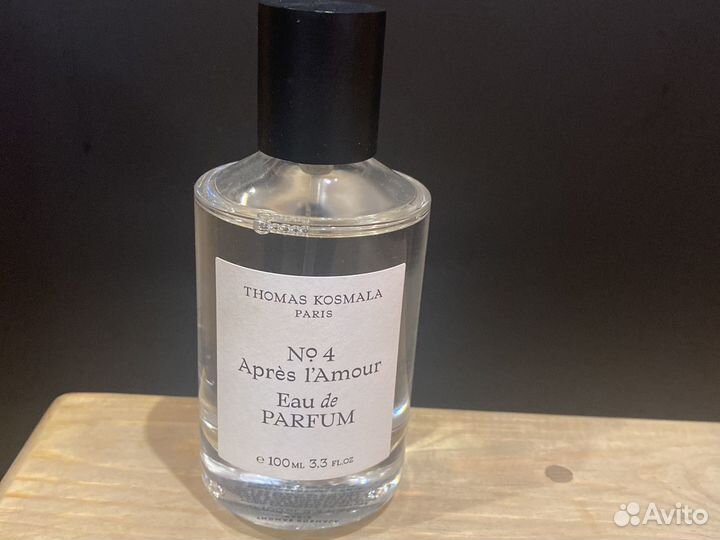 THOMAS KOSMALA
PARIS
Nº 4
Après l'Amour
Eau de
PARFUM
e 100ML 3.3 FL.OZ
Avito